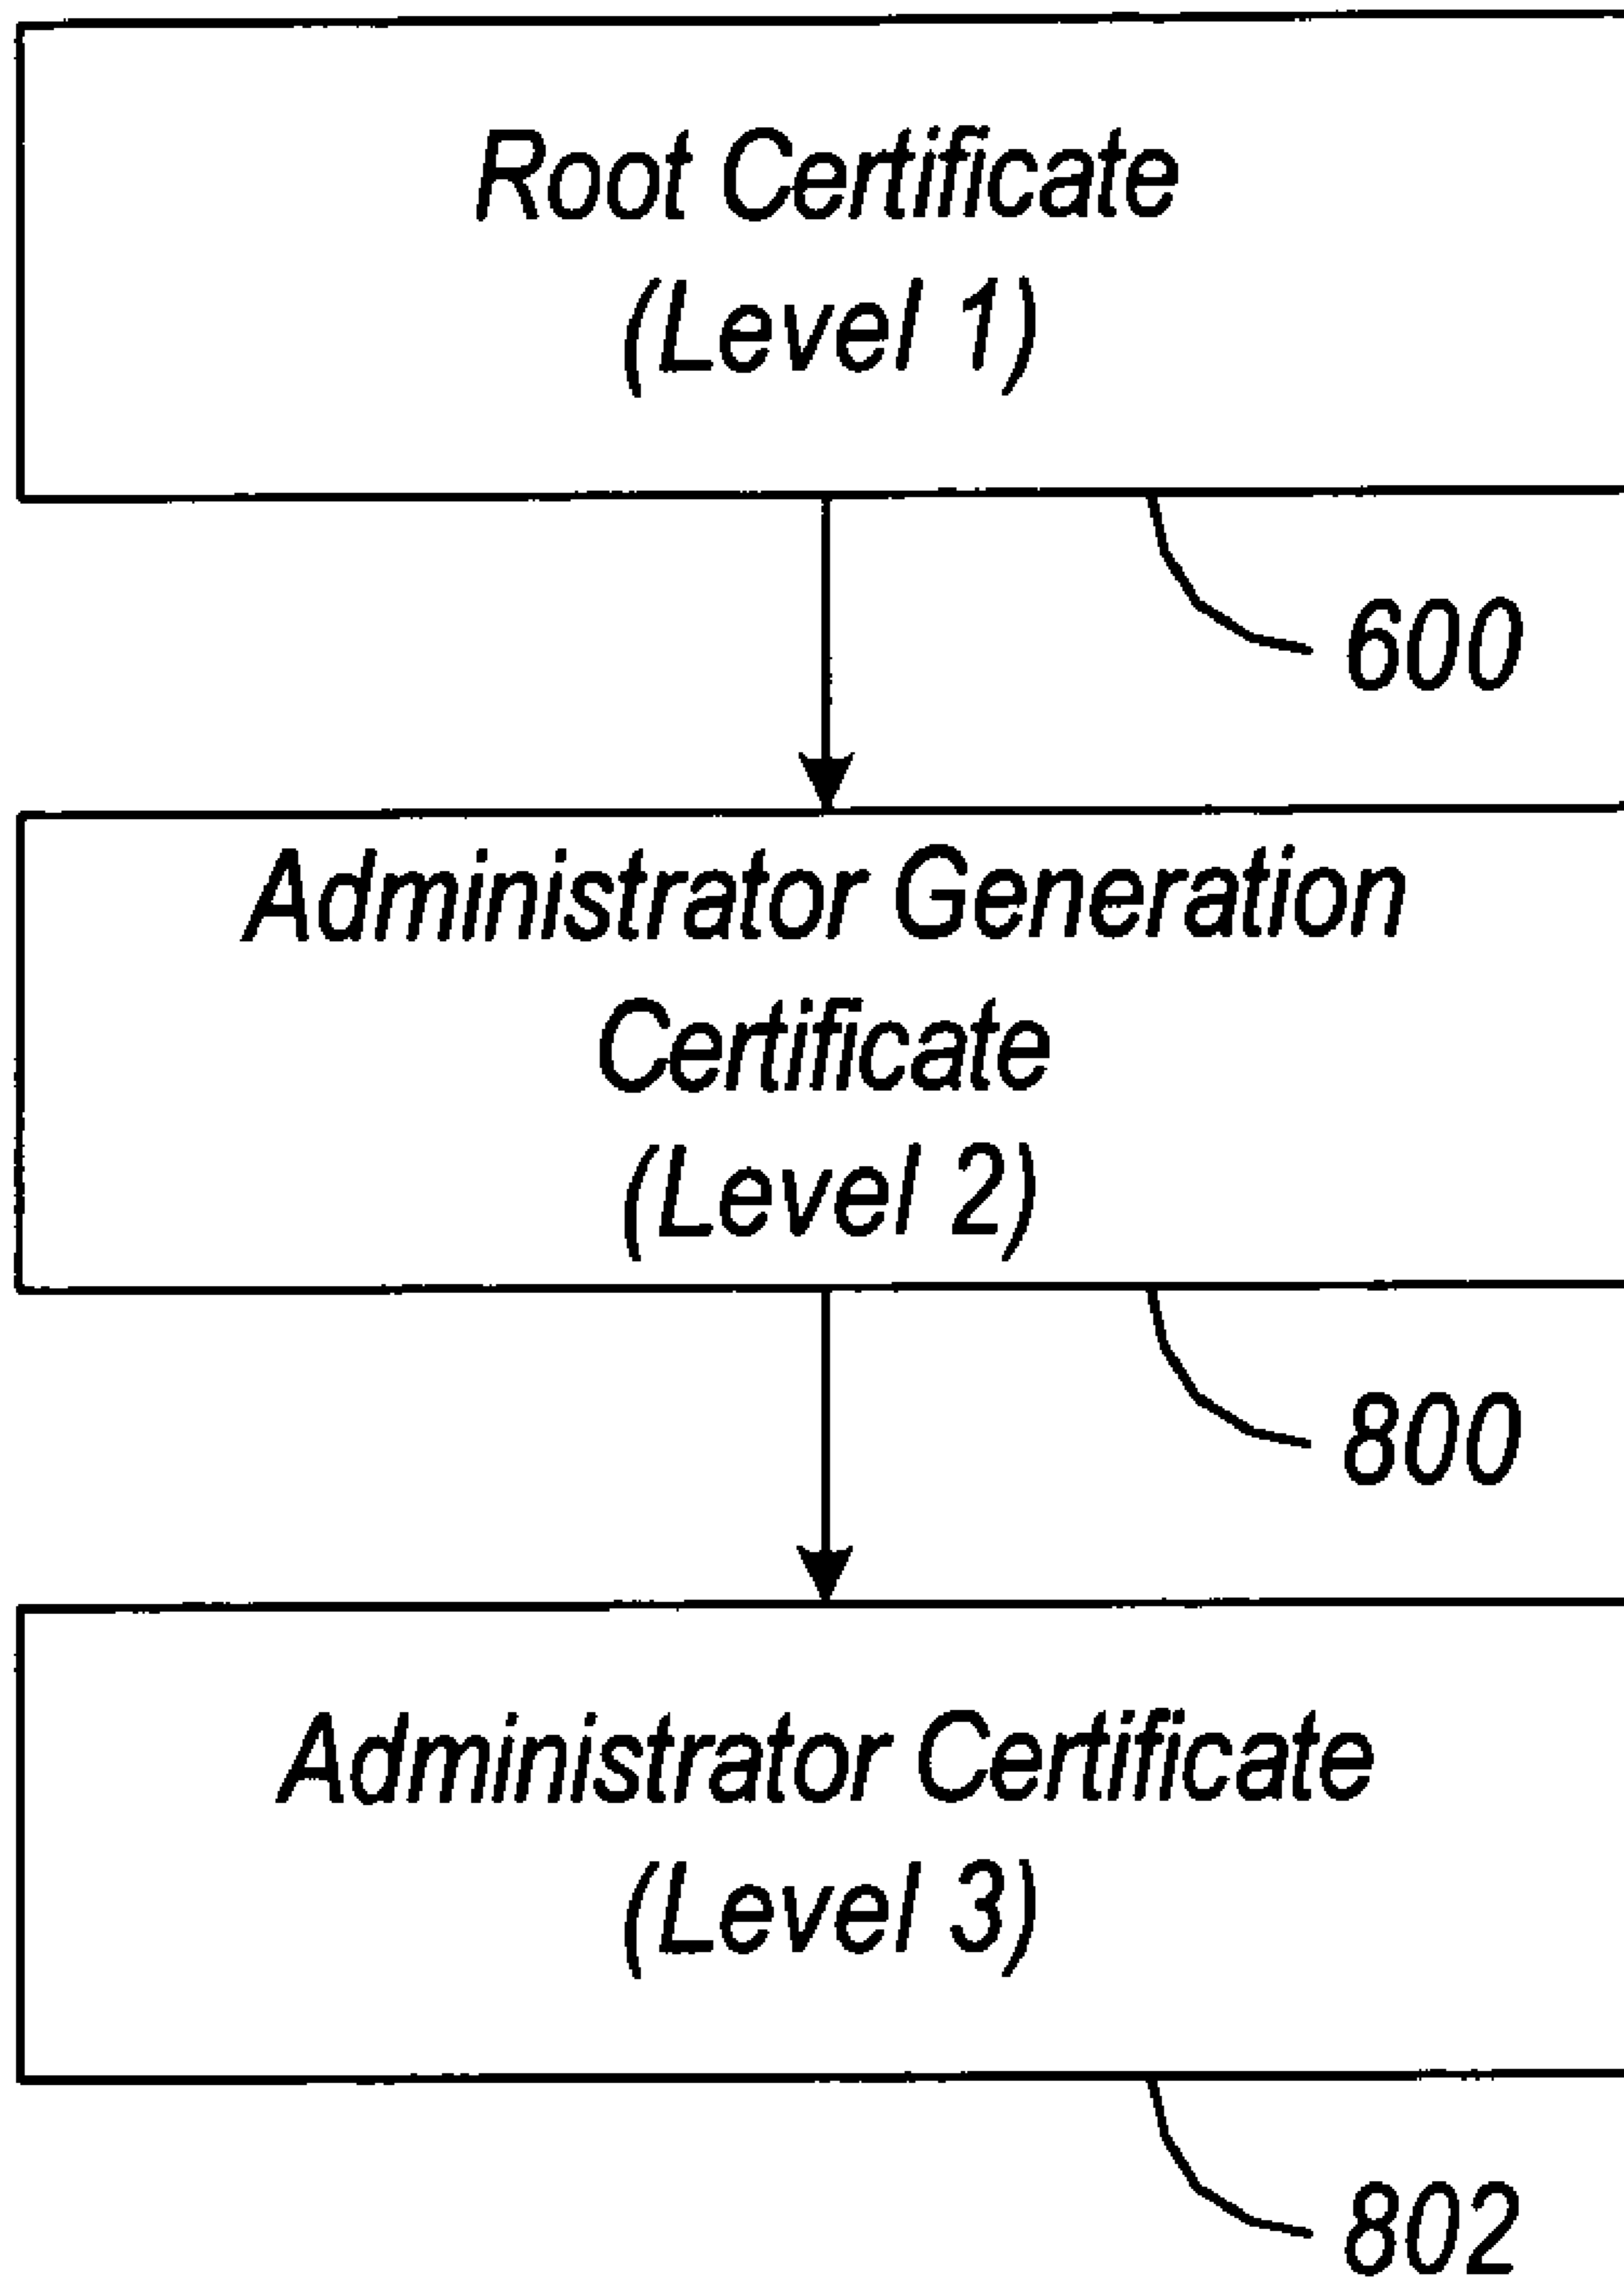 Root Certificate
(Level 1)
600
Administrator Generation
Certificate
(Level 2)
800
Administrator Certificate
(Level 3)
802